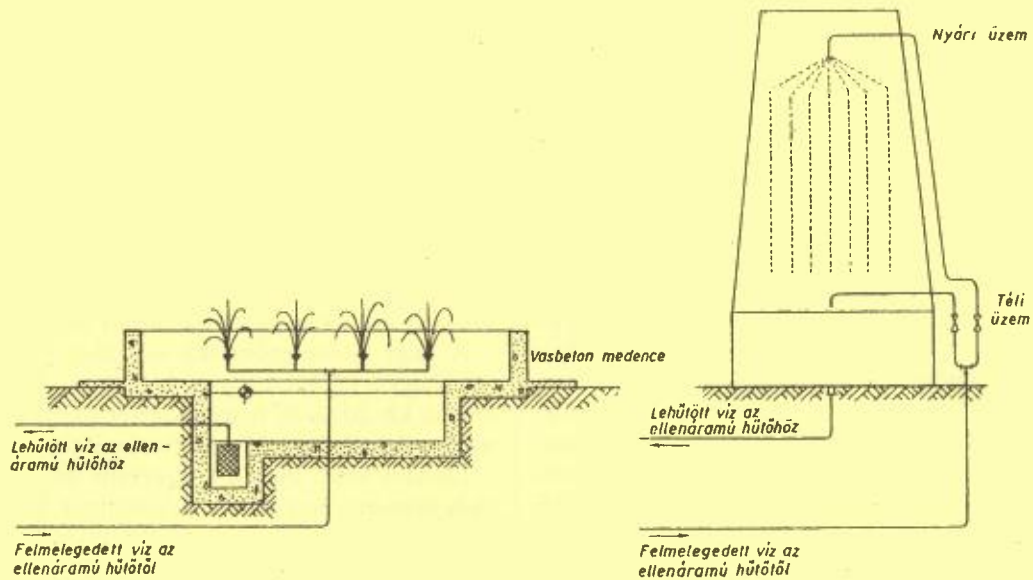 Vasbeton medence
Lehűtött víz az ellen-
áramú hűtőhöz
Felmelegedett víz az
ellenáramú hűtőtől
Nyári üzem
Téli
üzem
Lehűtött víz az
ellenáramú hűtőhöz
Felmelegedett víz az
ellenáramú hűtőtől